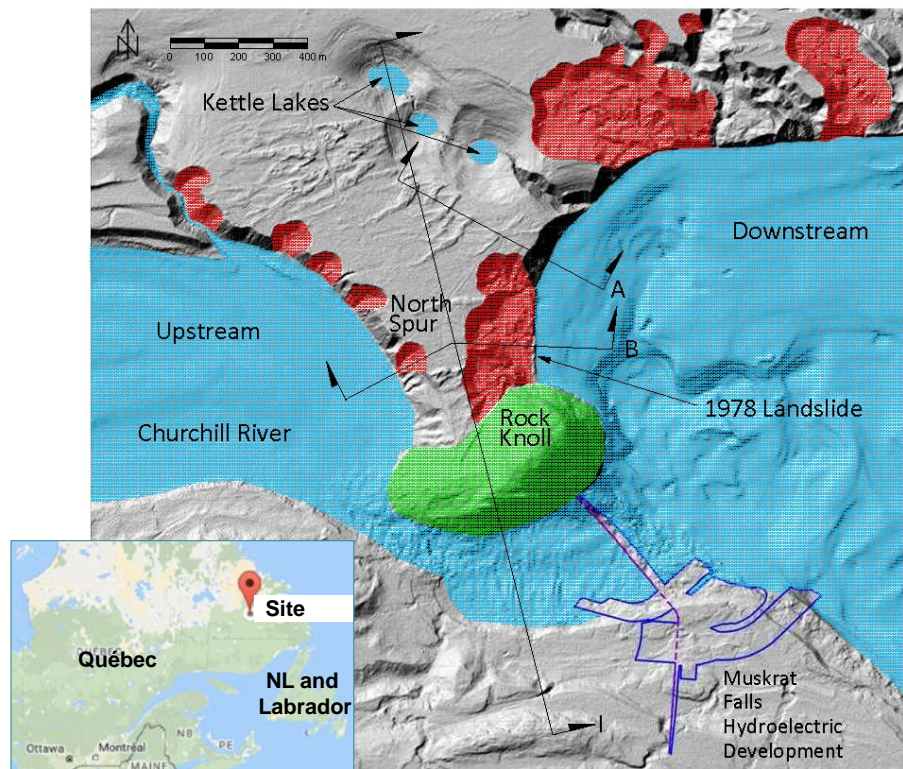 N
0 100 200 300 400 m
Kettle Lakes
Downstream
A
North
Spur
B
Upstream
1978 Landslide
Rock
Knoll
Churchill River
Site
Québec
NL and
Labrador
NB
PE
Ottawa
Montréal
MAINE
I
Muskrat
Falls
Hydroelectric
Development